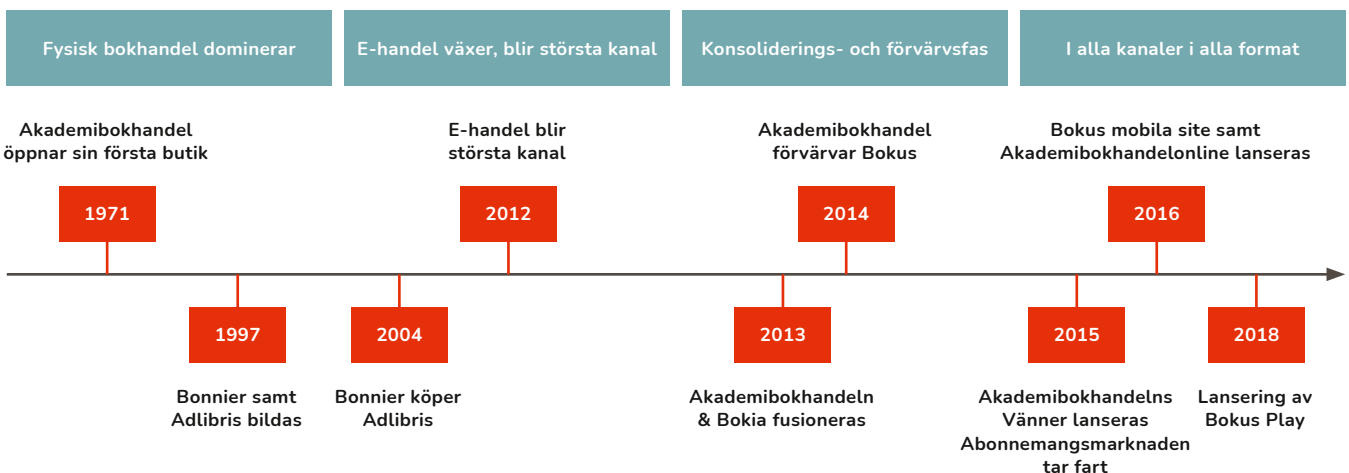 Fysisk bokhandel dominerar
E-handel växer, blir största kanal
Konsoliderings- och förvärvsfas
I alla kanaler i alla format
Akademibokhandel
öppnar sin första butik
E-handel blir
största kanal
Akademibokhandel
förvärvar Bokus
Bokus mobila site samt
Akademibokhandelonline lanseras
1971
2012
2014
2016
1997
2004
2013
2015
2018
Bonnier samt
Adlibris bildas
Bonnier köper
Adlibris
Akademibokhandeln
& Bokia fusioneras
Akademibokhandelns
Vänner lanseras
Abonnemangsmarknaden
tar fart
Lansering av
Bokus Play